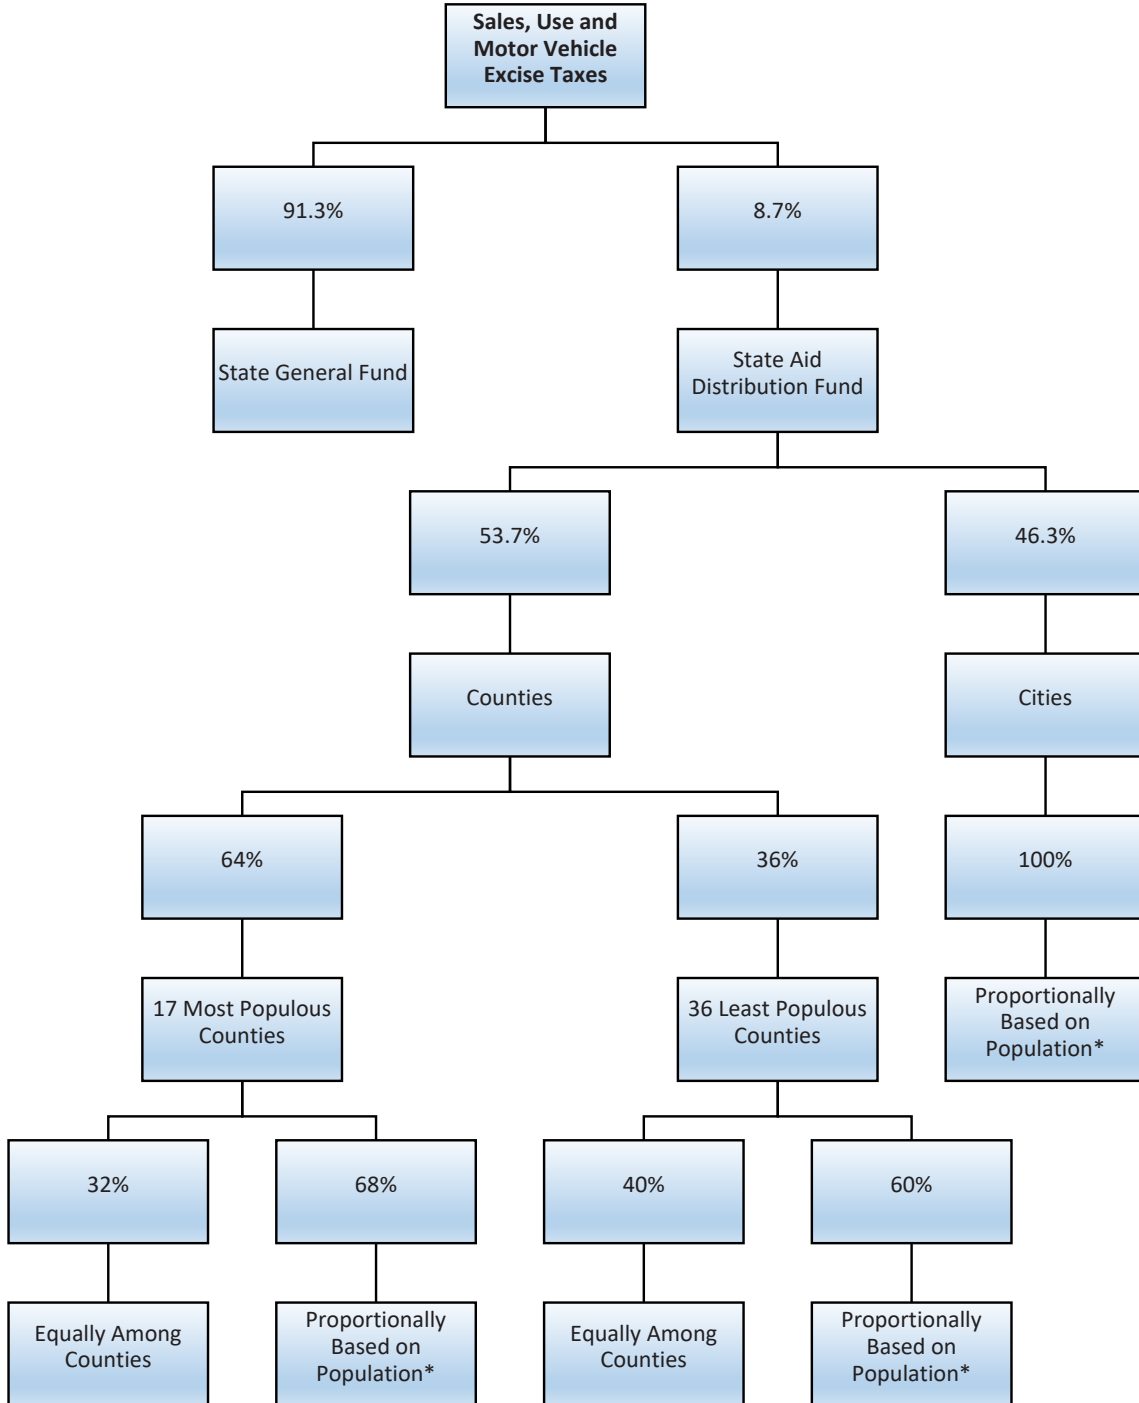 Sales, Use and
Motor Vehicle
Excise Taxes
91.3%
8.7%
State General Fund
State Aid
Distribution Fund
53.7%
46.3%
Counties
Cities
64%
36%
100%
17 Most Populous
Counties
36 Least Populous
Counties
Proportionally
Based on
Population*
32%
68%
40%
60%
Equally Among
Counties
Proportionally
Based on
Population*
Equally Among
Counties
Proportionally
Based on
Population*